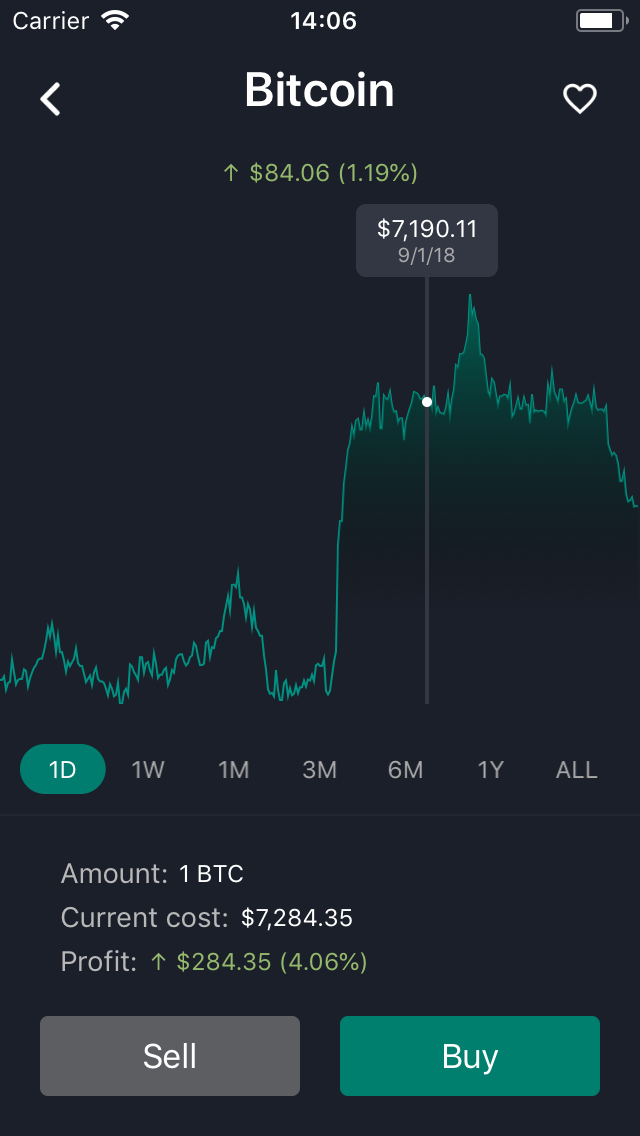 Carrier 14:06
Bitcoin
↑ $84.06 (1.19%)
$7,190.11
9/1/18
1D 1W 1M 3M 6M 1Y ALL
Amount: 1 BTC
Current cost: $7,284.35
Profit: ↑ $284.35 (4.06%)
Sell Buy